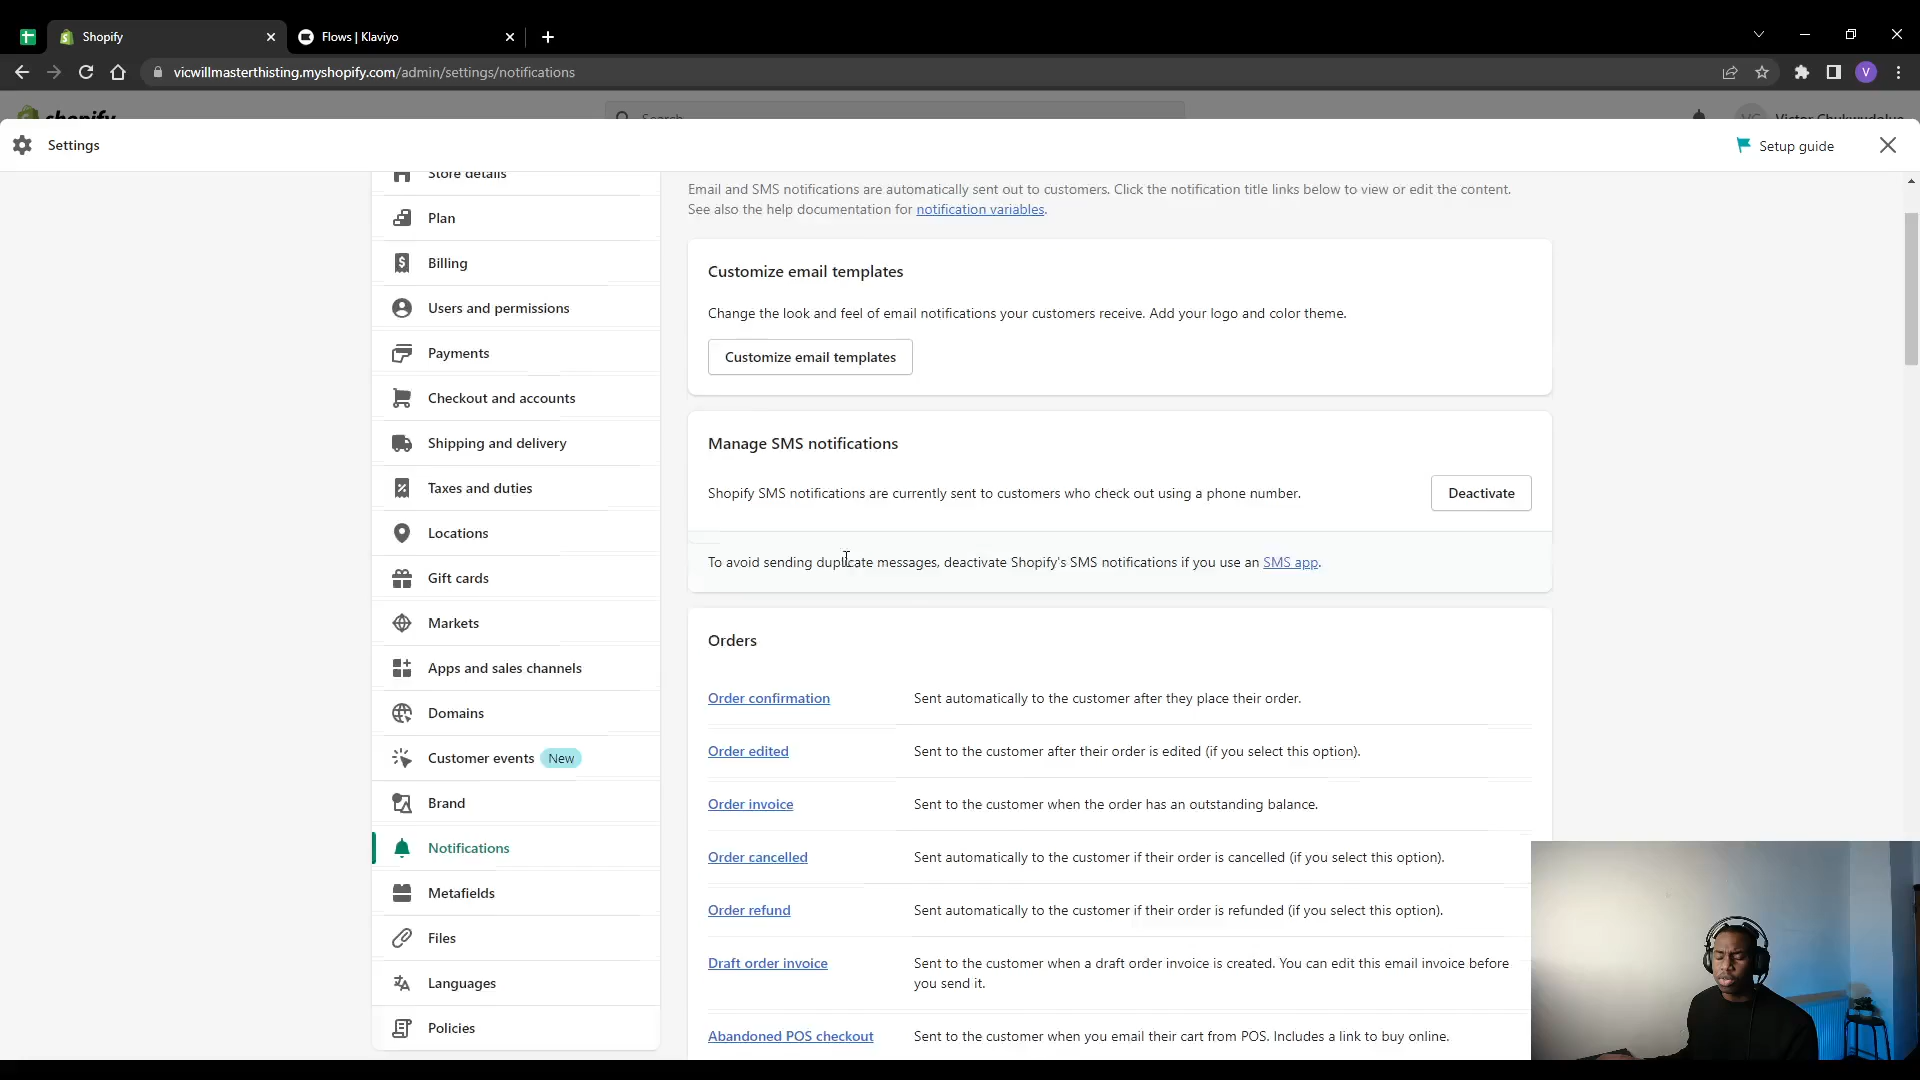 Shopify
Flows | Klaviyo
vicwillmasterthisting.myshopify.com/admin/settings/notifications
V
shopify
Search
Settings
Setup guide
Store details
Plan
Billing
Users and permissions
Payments
Checkout and accounts
Shipping and delivery
Taxes and duties
Locations
Gift cards
Markets
Apps and sales channels
Domains
Customer events New
Brand
Notifications
Metafields
Files
Languages
Policies
Email and SMS notifications are automatically sent out to customers. Click the notification title links below to view or edit the content.
See also the help documentation for notification variables.
Customize email templates
Change the look and feel of email notifications your customers receive. Add your logo and color theme.
Customize email templates
Manage SMS notifications
Shopify SMS notifications are currently sent to customers who check out using a phone number.
Deactivate
To avoid sending duplicate messages, deactivate Shopify's SMS notifications if you use an SMS app.
Orders
Order confirmation Sent automatically to the customer after they place their order.
Order edited Sent to the customer after their order is edited (if you select this option).
Order invoice Sent to the customer when the order has an outstanding balance.
Order cancelled Sent automatically to the customer if their order is cancelled (if you select this option).
Order refund Sent automatically to the customer if their order is refunded (if you select this option).
Draft order invoice Sent to the customer when a draft order invoice is created. You can edit this email invoice before
you send it.
Abandoned POS checkout Sent to the customer when you email their cart from POS. Includes a link to buy online.